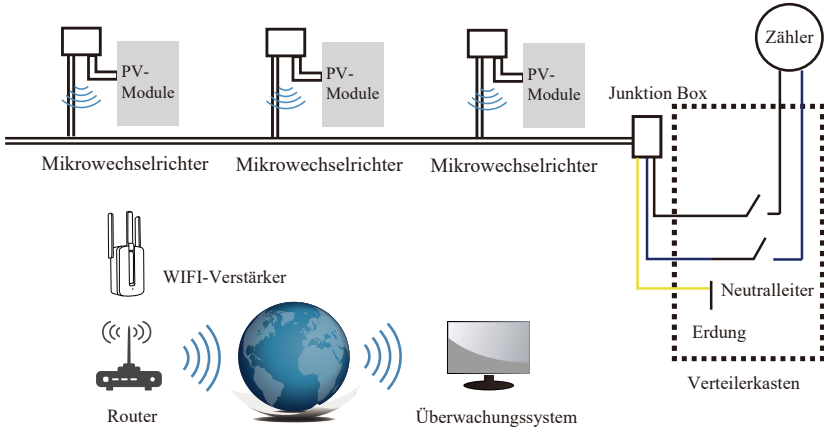 Zähler
PV-
Module
PV-
Module
PV-
Module
Junktion Box
Mikrowechselrichter
Mikrowechselrichter
Mikrowechselrichter
WIFI-Verstärker
Neutralleiter
Erdung
Verteilerkasten
Router
Überwachungssystem